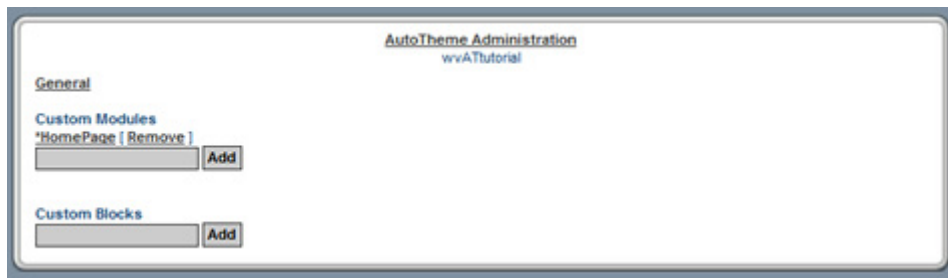 AutoTheme Administration
wvATtutorial
General
Custom Modules
*HomePage [ Remove ]
Add
Custom Blocks
Add